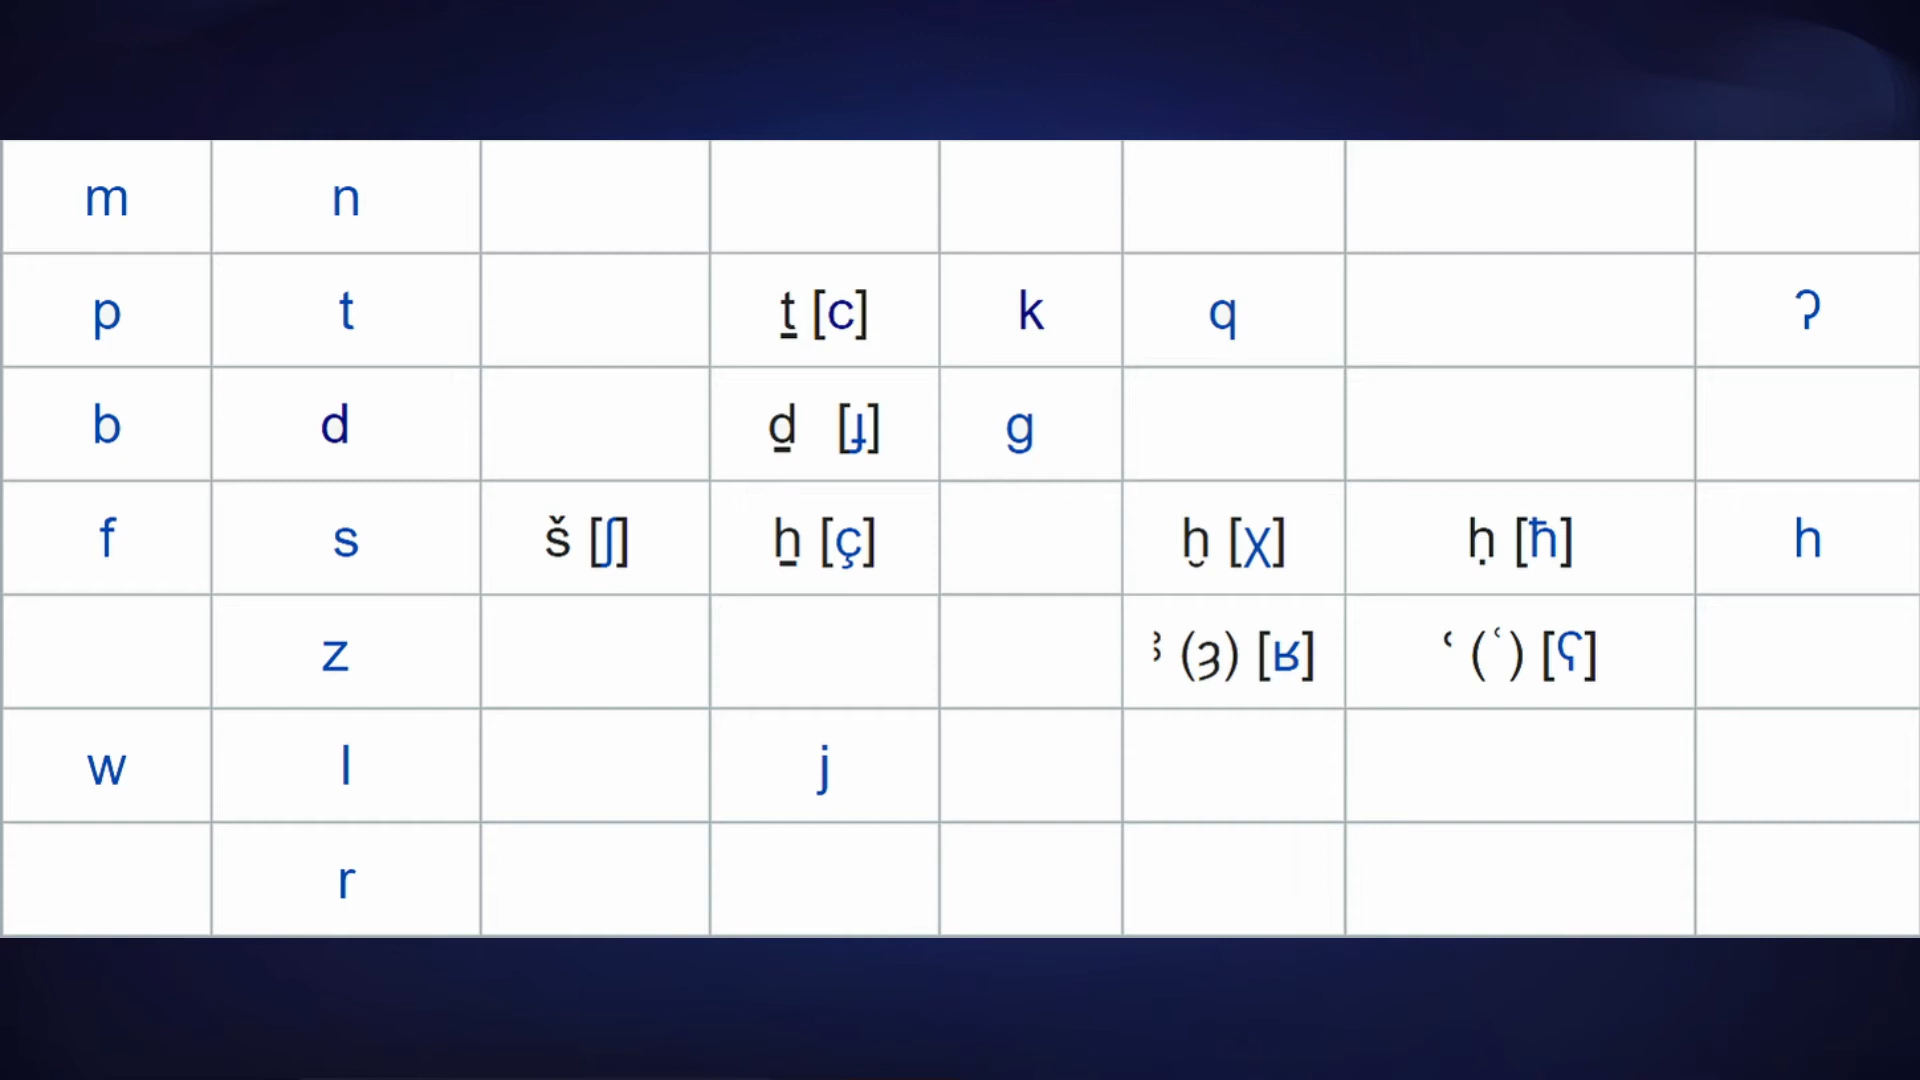 m n
p t ṯ [c] k q ʔ
b d ḏ [ɟ] g
f s š [ʃ] ẖ [ç] ḫ [χ] ḥ [ħ] h
z ꜣ (ȝ) [ʁ] ꜥ (ʿ) [ʕ]
w l j
r